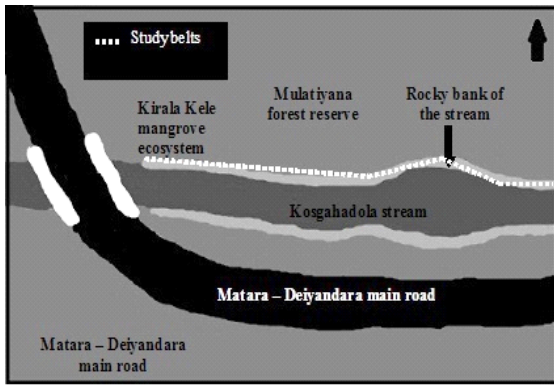 Studybelts
Kirala Kele
mangrove
ecosystem
Mulatiyana
forest reserve
Rocky bank of
the stream
Kosgahadola stream
Matara – Deiyandara main road
Matara – Deiyandara
main road